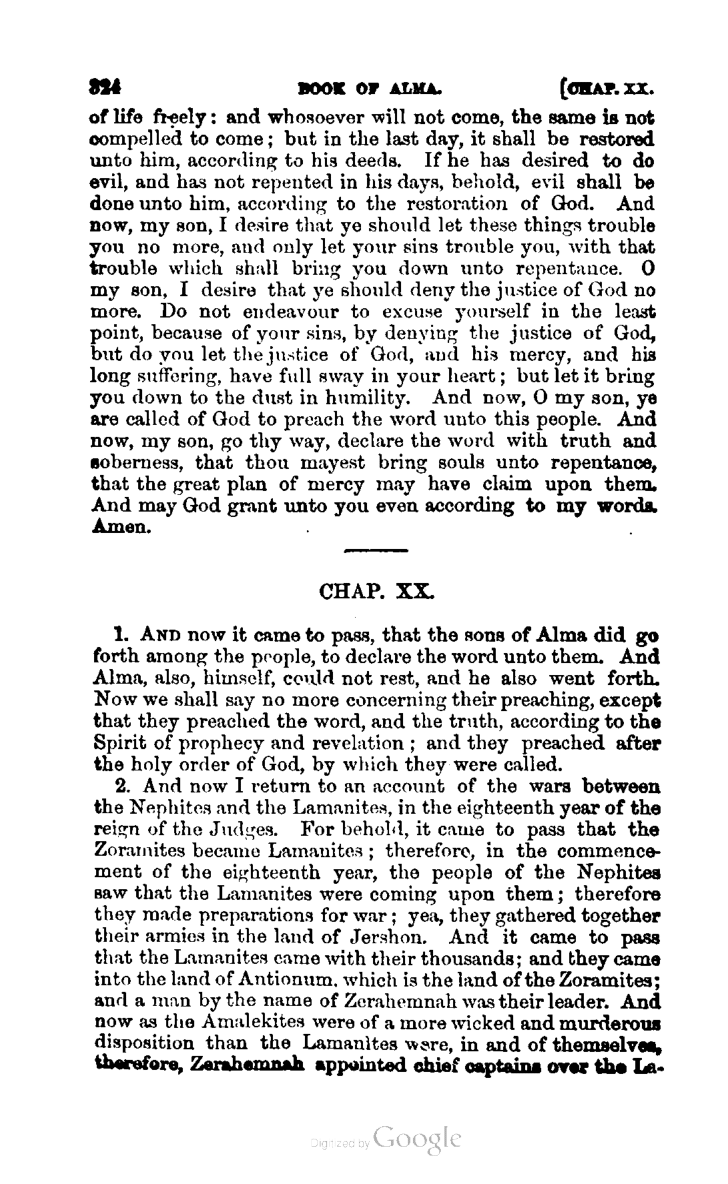 324 BOOK OF ALMA. [CHAP. XX.
of life freely: and whosoever will not come, the same is not
compelled to come; but in the last day, it shall be restored
unto him, according to his deeds. If he has desired to do
evil, and has not repented in his days, behold, evil shall be
done unto him, according to the restoration of God. And
now, my son, I desire that ye should let these things trouble
you no more, and only let your sins trouble you, with that
trouble which shall bring you down unto repentance. O
my son, I desire that ye should deny the justice of God no
more. Do not endeavour to excuse yourself in the least
point, because of your sins, by denying the justice of God,
but do you let the justice of God, and his mercy, and his
long suffering, have full sway in your heart; but let it bring
you down to the dust in humility. And now, O my son, ye
are called of God to preach the word unto this people. And
now, my son, go thy way, declare the word with truth and
soberness, that thou mayest bring souls unto repentance,
that the great plan of mercy may have claim upon them.
And may God grant unto you even according to my words.
Amen.
CHAP. XX.
1. AND now it came to pass, that the sons of Alma did go
forth among the people, to declare the word unto them. And
Alma, also, himself, could not rest, and he also went forth.
Now we shall say no more concerning their preaching, except
that they preached the word, and the truth, according to the
Spirit of prophecy and revelation; and they preached after
the holy order of God, by which they were called.
2. And now I return to an account of the wars between
the Nephites and the Lamanites, in the eighteenth year of the
reign of the Judges. For behold, it came to pass that the
Zoramites became Lamanites; therefore, in the commence-
ment of the eighteenth year, the people of the Nephites
saw that the Lamanites were coming upon them; therefore
they made preparations for war; yea, they gathered together
their armies in the land of Jershon. And it came to pass
that the Lamanites came with their thousands; and they came
into the land of Antionum, which is the land of the Zoramites;
and a man by the name of Zerahemnah was their leader. And
now as the Amalekites were of a more wicked and murderous
disposition than the Lamanites were, in and of themselves,
therefore, Zerahemnah appointed chief captains over the La-
Digitized by Google